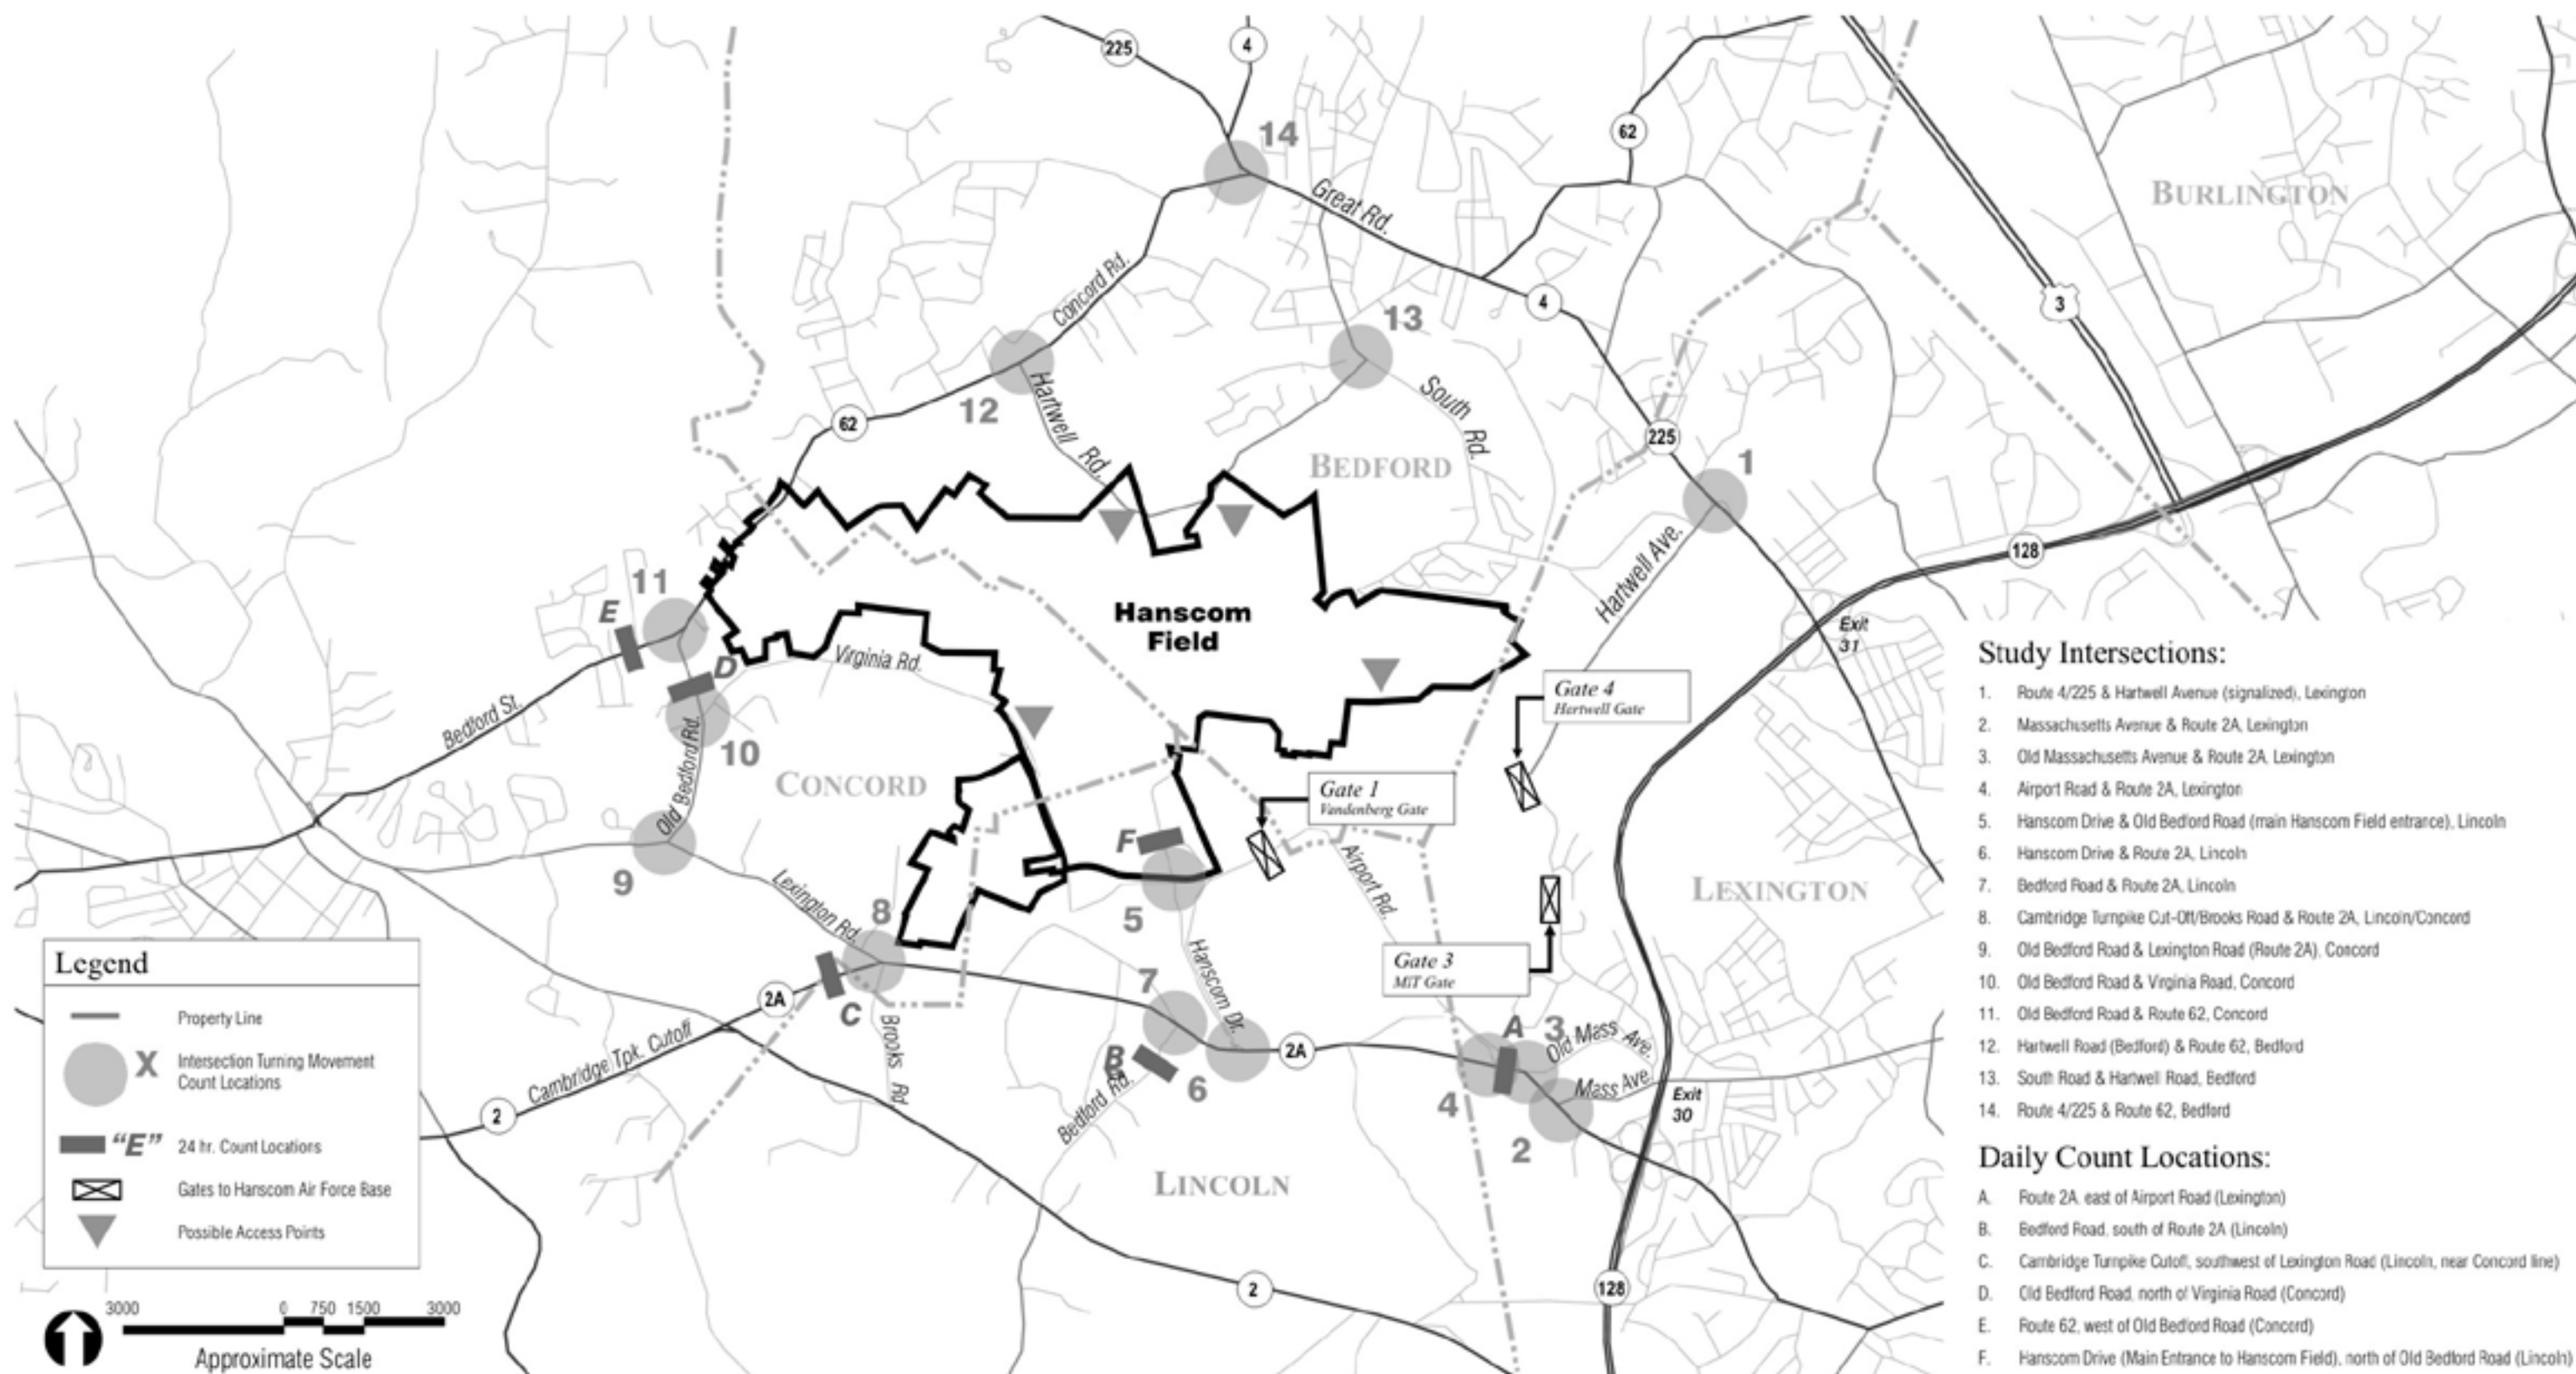 225
4
62
14
Great Rd.
BURLINGTON
Concord Rd.
13
4
3
12
Hartwell Rd.
South Rd.
62
225
1
BEDFORD
128
Hartwell Ave.
11
E
Hanscom
Field
Exit
31
D
Virginia Rd.
Bedford St.
10
Old Bedford Rd.
CONCORD
Gate 4
Hartwell Gate
Gate 1
Vandenberg Gate
F
Airport Rd.
LEXINGTON
9
Lexington Rd.
8
5
Hanscom Dr.
Gate 3
MIT Gate
7
2A
C
Brooks Rd
Cambridge Tpk. Cutoff
2
B
Bedford Rd.
6
2A
A
3
Old Mass Ave.
4
Mass Ave.
Exit
30
2
LINCOLN
2
128
Legend
Property Line
X
Intersection Turning Movement
Count Locations
"E"
24 hr. Count Locations
Gates to Hanscom Air Force Base
Possible Access Points
3000 0 750 1500 3000
Approximate Scale
Study Intersections:
1. Route 4/225 & Hartwell Avenue (signalized), Lexington
2. Massachusetts Avenue & Route 2A, Lexington
3. Old Massachusetts Avenue & Route 2A, Lexington
4. Airport Road & Route 2A, Lexington
5. Hanscom Drive & Old Bedford Road (main Hanscom Field entrance), Lincoln
6. Hanscom Drive & Route 2A, Lincoln
7. Bedford Road & Route 2A, Lincoln
8. Cambridge Turnpike Cut-Off/Brooks Road & Route 2A, Lincoln/Concord
9. Old Bedford Road & Lexington Road (Route 2A), Concord
10. Old Bedford Road & Virginia Road, Concord
11. Old Bedford Road & Route 62, Concord
12. Hartwell Road (Bedford) & Route 62, Bedford
13. South Road & Hartwell Road, Bedford
14. Route 4/225 & Route 62, Bedford
Daily Count Locations:
A. Route 2A, east of Airport Road (Lexington)
B. Bedford Road, south of Route 2A (Lincoln)
C. Cambridge Turnpike Cutoff, southwest of Lexington Road (Lincoln, near Concord line)
D. Old Bedford Road, north of Virginia Road (Concord)
E. Route 62, west of Old Bedford Road (Concord)
F. Hanscom Drive (Main Entrance to Hanscom Field), north of Old Bedford Road (Lincoln)